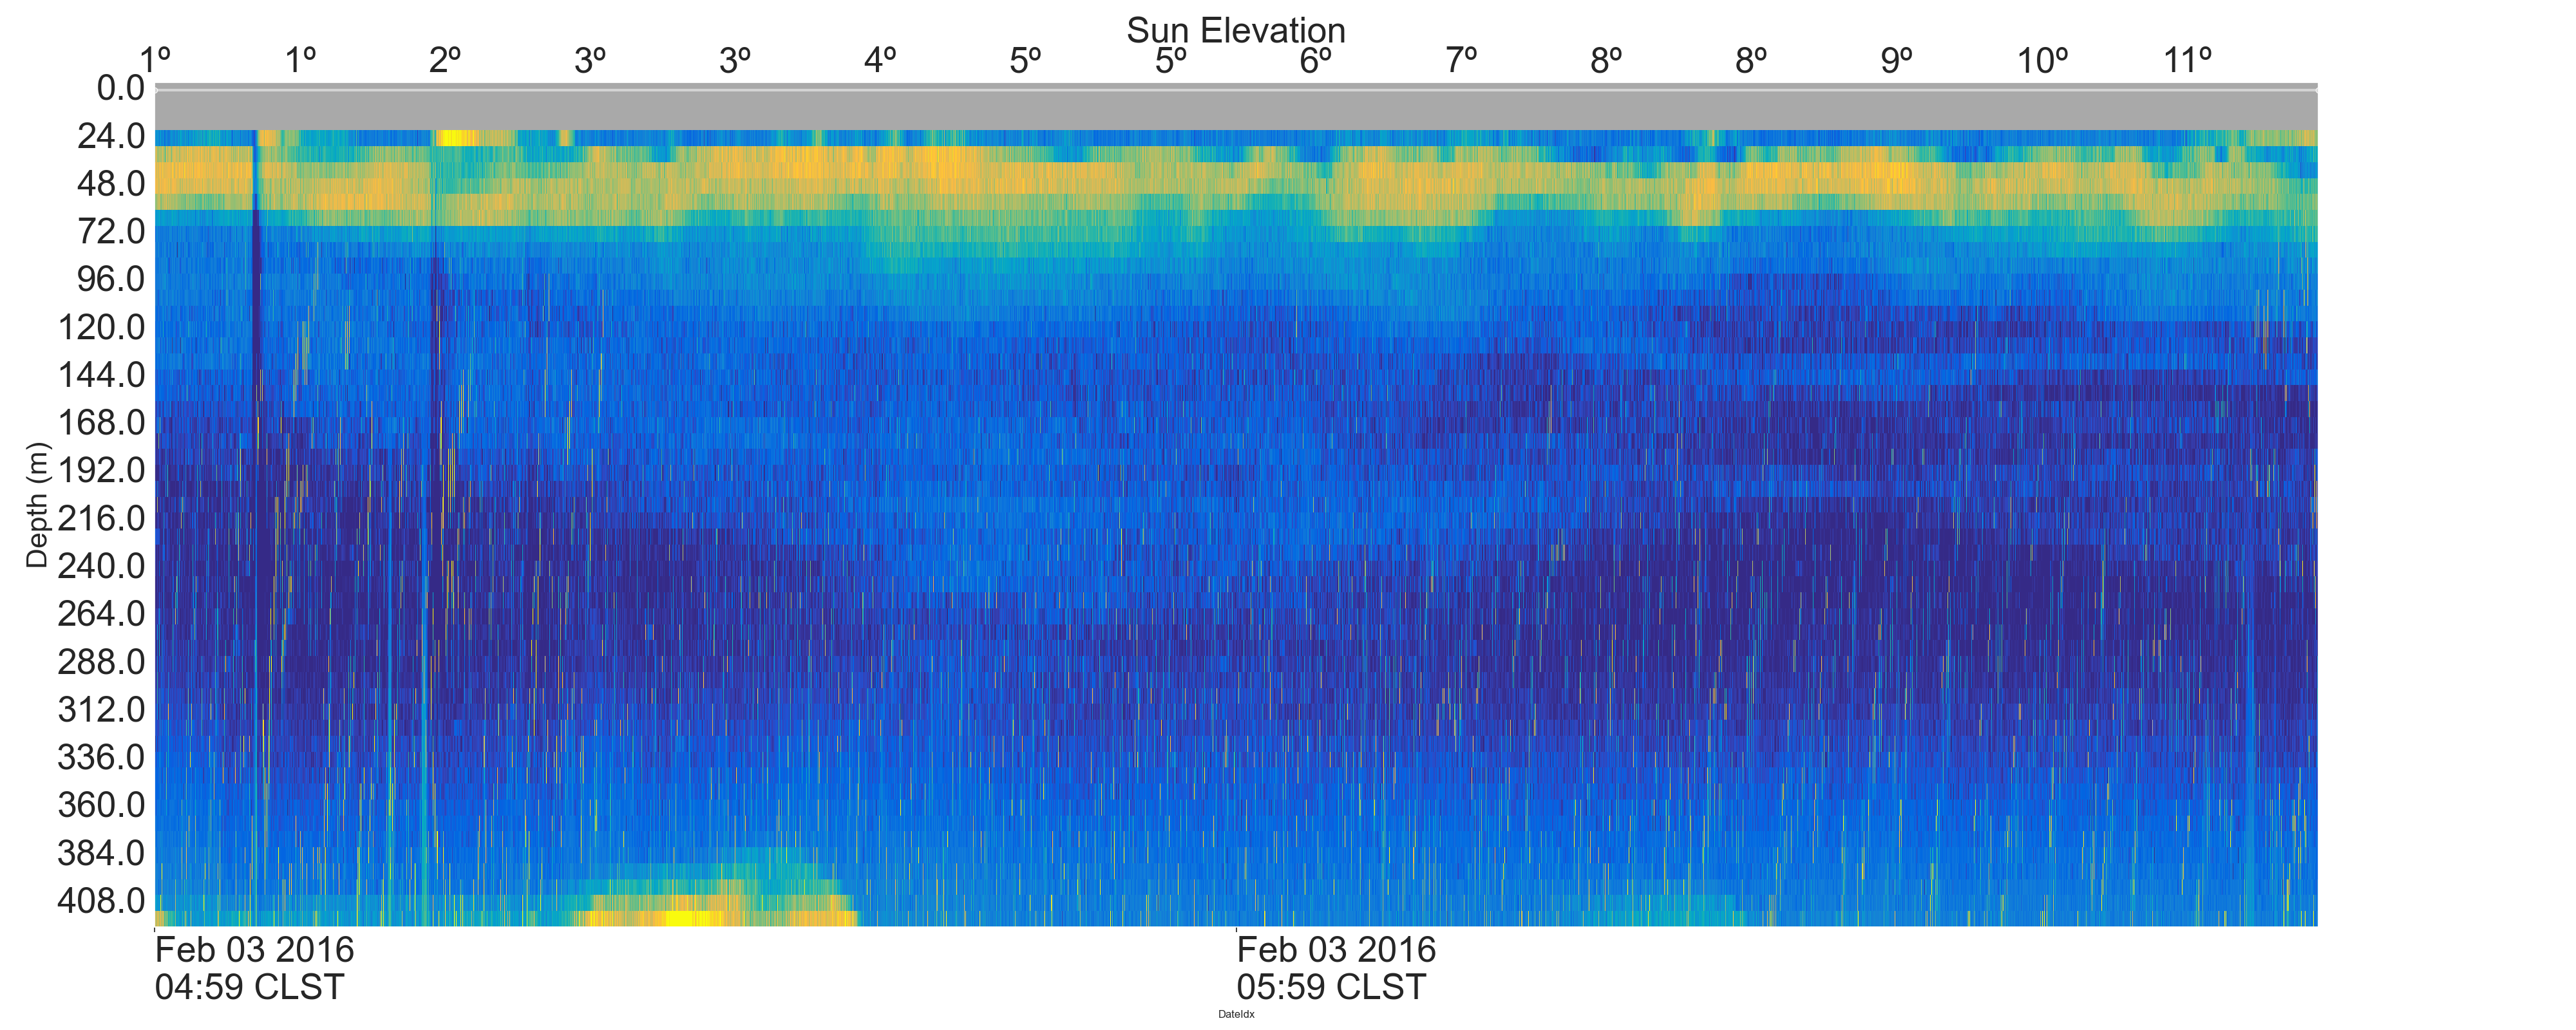 Sun Elevation
1º 1º 2º 3º 3º 4º 5º 5º 6º 7º 8º 8º 9º 10º 11º
0.0
24.0
48.0
72.0
96.0
120.0
144.0
168.0
192.0
216.0
240.0
264.0
288.0
312.0
336.0
360.0
384.0
408.0
Depth (m)
Feb 03 2016
04:59 CLST
Feb 03 2016
05:59 CLST
DateIdx